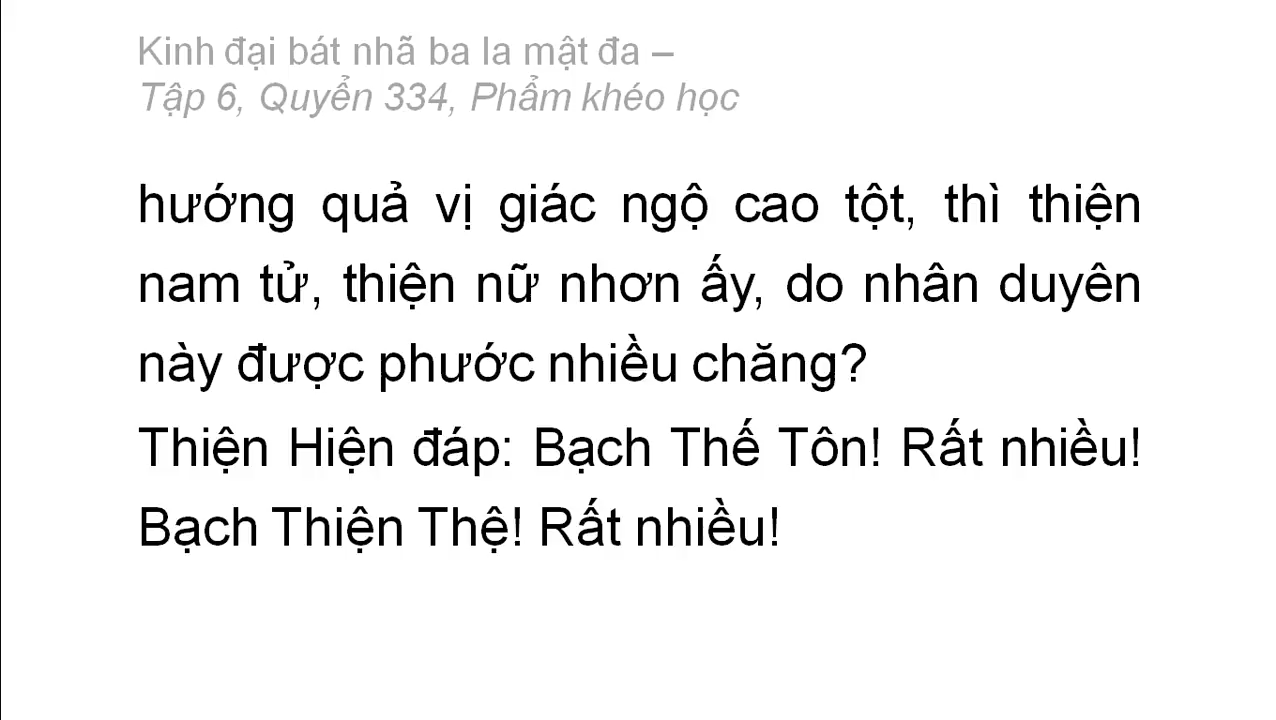 Kinh đại bát nhã ba la mật đa –
Tập 6, Quyển 334, Phẩm khéo học
hướng quả vị giác ngộ cao tột, thì thiện
nam tử, thiện nữ nhơn ấy, do nhân duyên
này được phước nhiều chăng?
Thiện Hiện đáp: Bạch Thế Tôn! Rất nhiều!
Bạch Thiện Thệ! Rất nhiều!